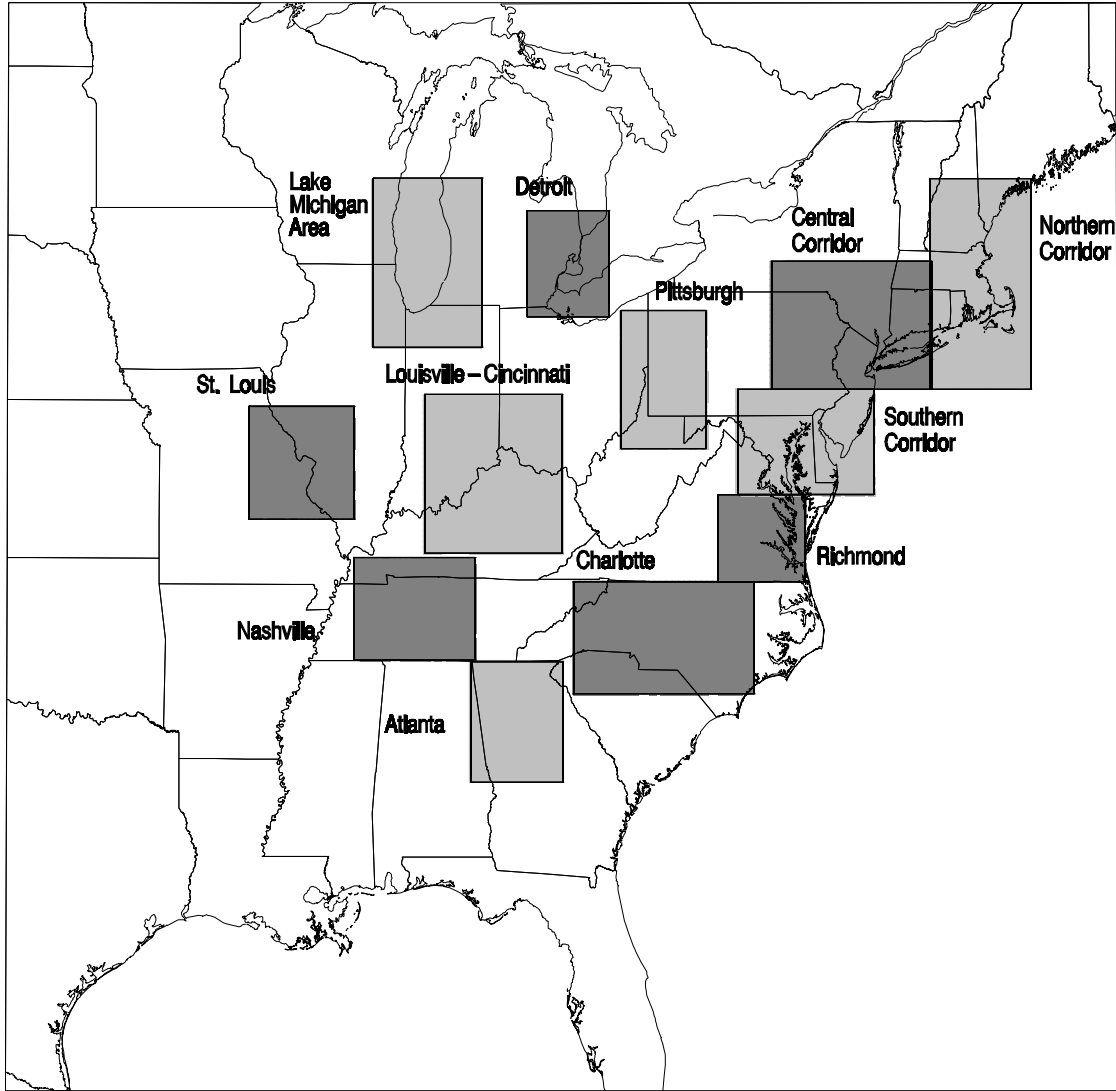 Lake
Michigan
Area
Detroit
Central
Corridor
Northern
Corridor
Pittsburgh
St. Louis
Louisville – Cincinnati
Southern
Corridor
Charlotte
Richmond
Nashville
Atlanta